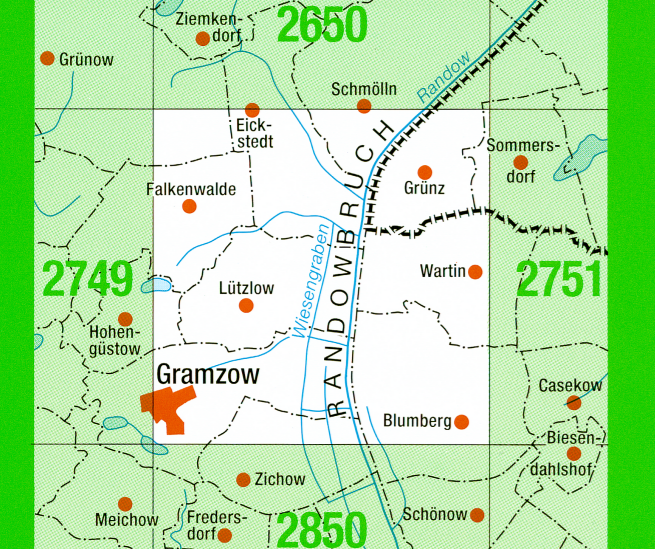 Ziemken-
dorf
2650
Grünow
Schmölln
Randow
Eick-
stedt
Sommers-
dorf
Falkenwalde
Grünz
RANDOWBRUCH
Wiesengraben
2749
Lützlow
Wartin
2751
Hohen-
güstow
Gramzow
Casekow
Blumberg
Biesen-
dahlshof
Zichow
Meichow
Freders-
dorf
2850
Schönow